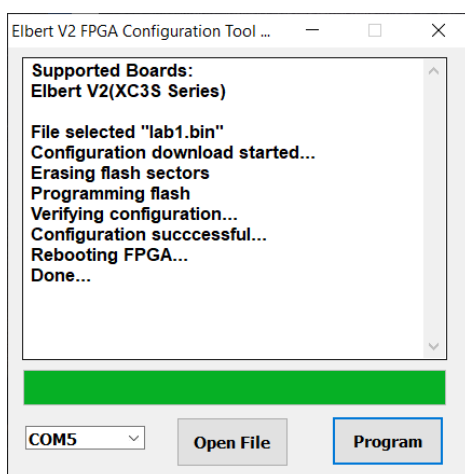 Elbert V2 FPGA Configuration Tool ...
Supported Boards:
Elbert V2(XC3S Series)
File selected "lab1.bin"
Configuration download started...
Erasing flash sectors
Programming flash
Verifying configuration...
Configuration succcessful...
Rebooting FPGA...
Done...
COM5
Open File
Program